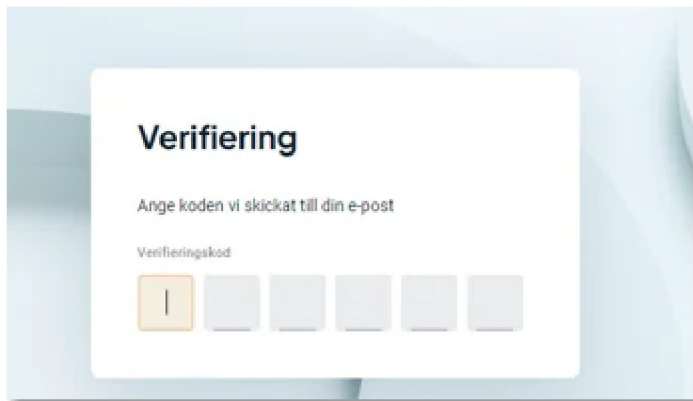 Verifiering
Ange koden vi skickat till din e-post
Verifieringskod